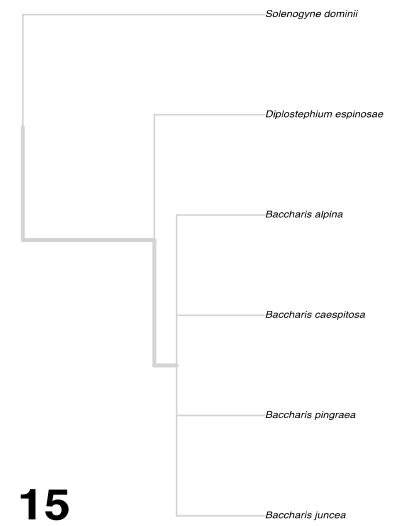 Solenogyne dominii
Diplostephium espinosae
Baccharis alpina
Baccharis caespitosa
Baccharis pingraea
Baccharis juncea
15